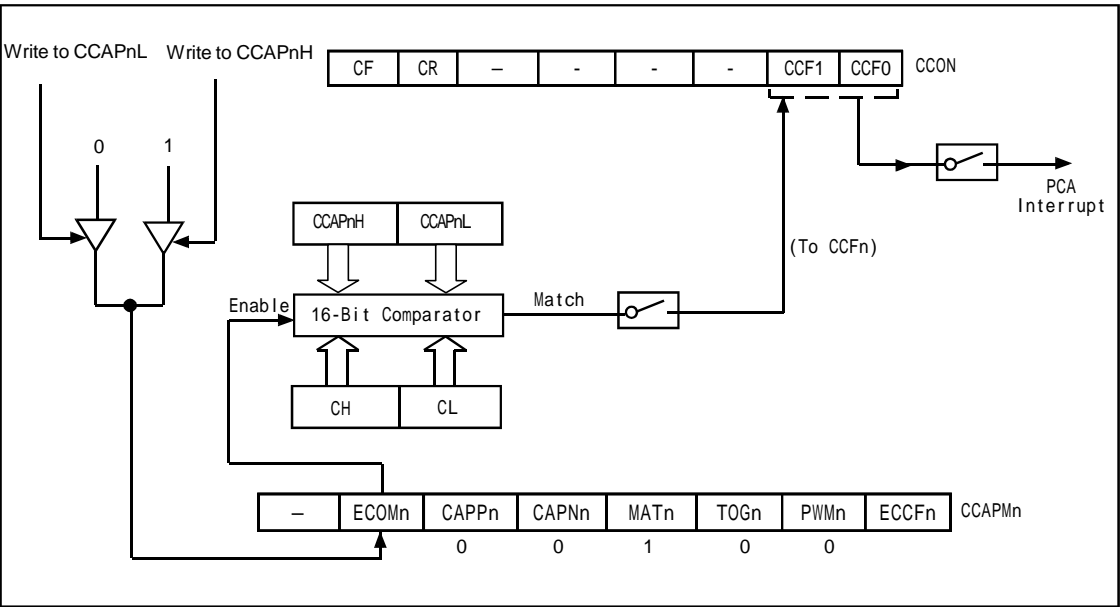 Write to CCAPnL Write to CCAPnH
CF CR – - - - CCF1 CCF0 CCON
0 1
PCA
Interrupt
CCAPnH CCAPnL
(To CCFn)
Enable 16-Bit Comparator Match
CH CL
– ECOMn CAPPn CAPNn MATn TOGn PWMn ECCFn CCAPMn
0 0 1 0 0